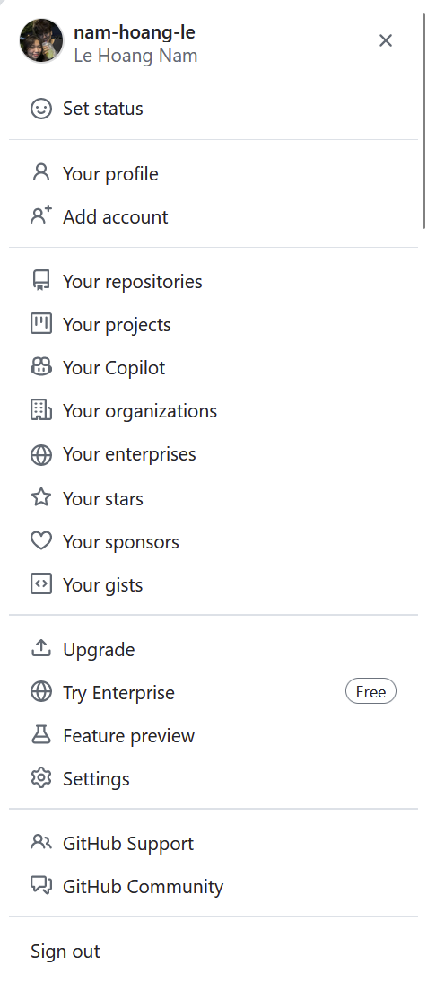 nam-hoang-le
Le Hoang Nam
Set status
Your profile
Add account
Your repositories
Your projects
Your Copilot
Your organizations
Your enterprises
Your stars
Your sponsors
Your gists
Upgrade
Try Enterprise Free
Feature preview
Settings
GitHub Support
GitHub Community
Sign out